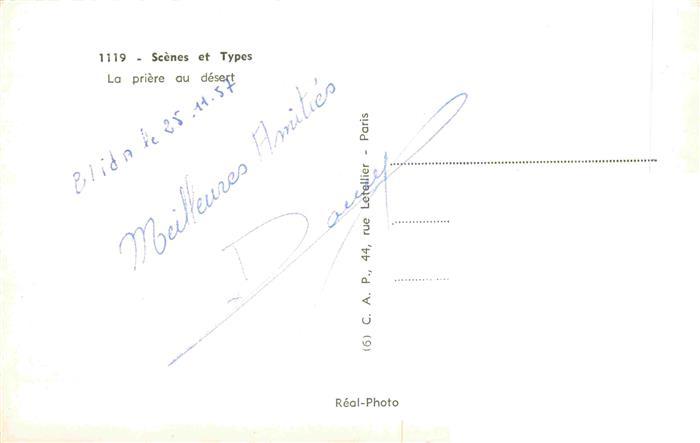 1119 - Scènes et Types
La prière au désert
Blida le 25.11.57
Meilleures Amitiés
(6) C. A. P., 44, rue Letellier - Paris
Réal-Photo